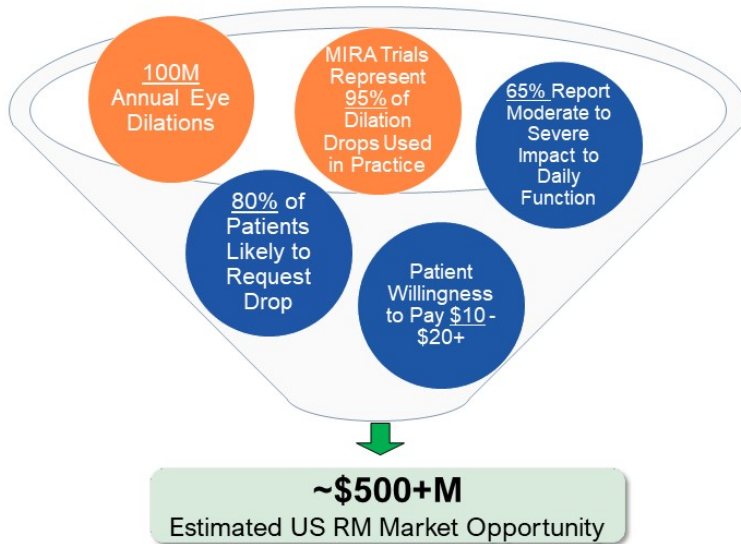 100M
Annual Eye
Dilations
MIRA Trials
Represent
95% of
Dilation
Drops Used
in Practice
65% Report
Moderate to
Severe
Impact to
Daily
Function
80% of
Patients
Likely to
Request
Drop
Patient
Willingness
to Pay $10 -
$20+
~$500+M
Estimated US RM Market Opportunity